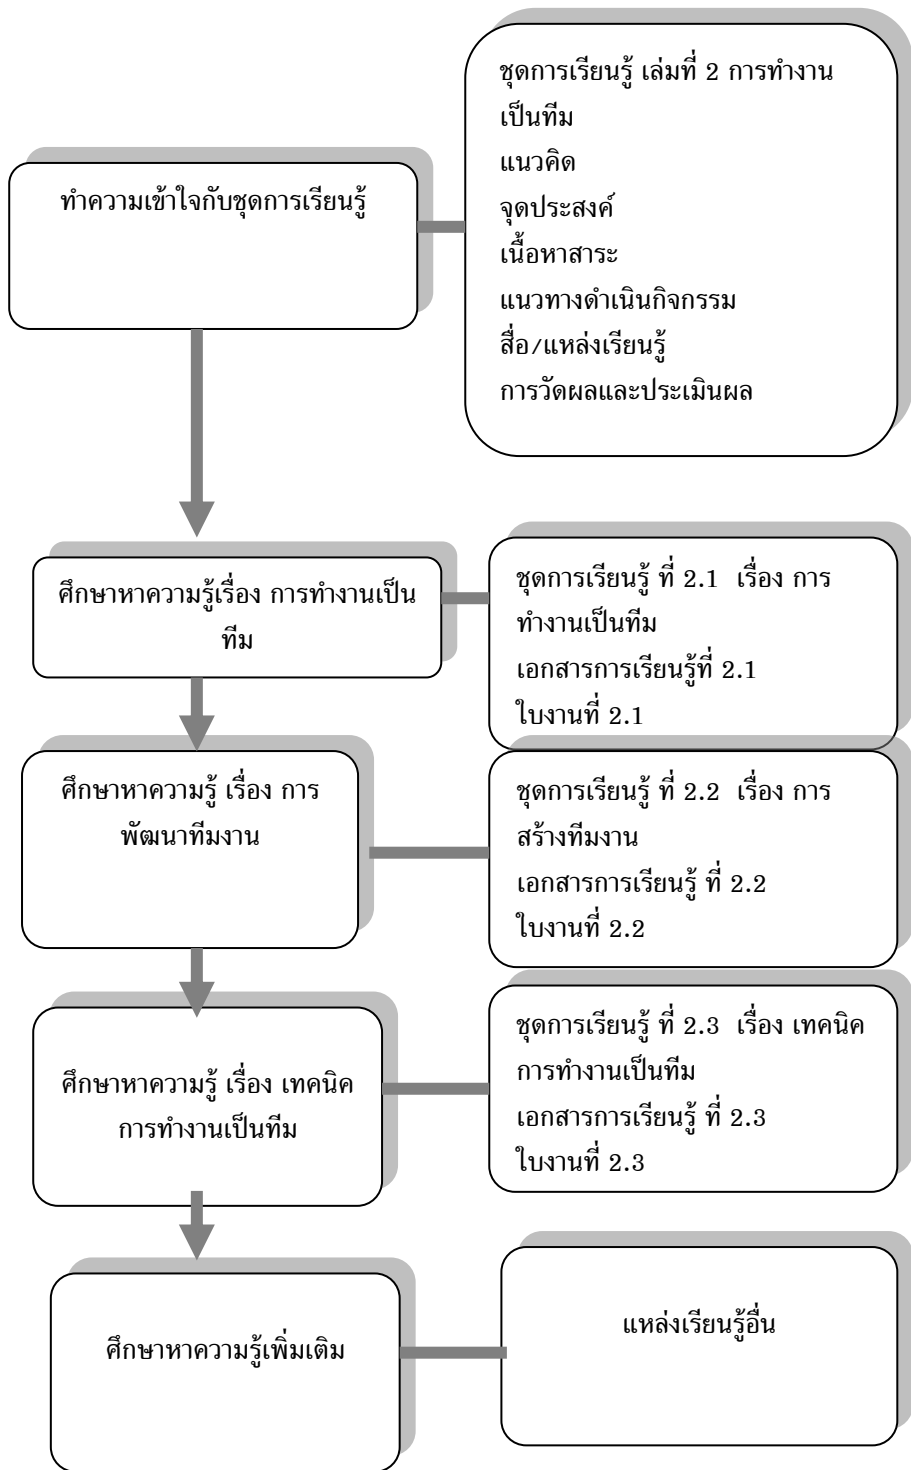 ทำความเข้าใจกับชุดการเรียนรู้
ชุดการเรียนรู้ เล่มที่ 2 การทำงาน
เป็นทีม
แนวคิด
จุดประสงค์
เนื้อหาสาระ
แนวทางดำเนินกิจกรรม
สื่อ/แหล่งเรียนรู้
การวัดผลและประเมินผล
ศึกษาหาความรู้เรื่อง การทำงานเป็น
ทีม
ชุดการเรียนรู้ ที่ 2.1 เรื่อง การ
ทำงานเป็นทีม
เอกสารการเรียนรู้ที่ 2.1
ใบงานที่ 2.1
ศึกษาหาความรู้ เรื่อง การ
พัฒนาทีมงาน
ชุดการเรียนรู้ ที่ 2.2 เรื่อง การ
สร้างทีมงาน
เอกสารการเรียนรู้ ที่ 2.2
ใบงานที่ 2.2
ศึกษาหาความรู้ เรื่อง เทคนิค
การทำงานเป็นทีม
ชุดการเรียนรู้ ที่ 2.3 เรื่อง เทคนิค
การทำงานเป็นทีม
เอกสารการเรียนรู้ ที่ 2.3
ใบงานที่ 2.3
ศึกษาหาความรู้เพิ่มเติม
แหล่งเรียนรู้อื่น